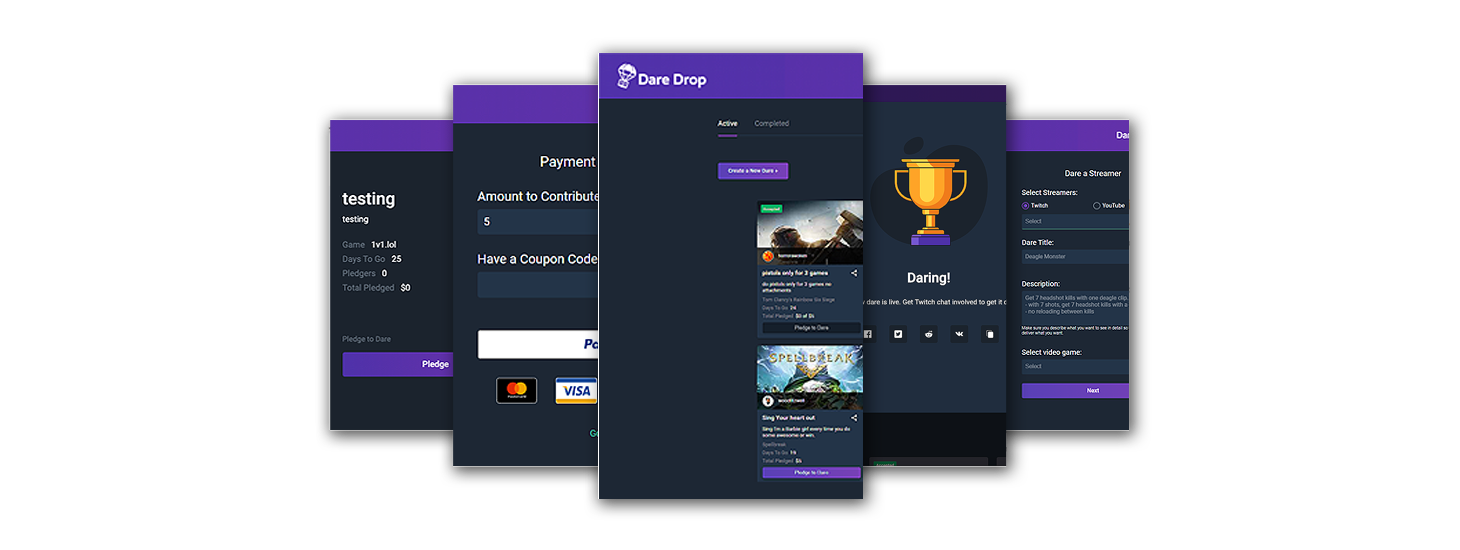 testing
testing
Game 1v1.lol
Days To Go 25
Pledgers 0
Total Pledged $0
Pledge to Dare
Pledge
Payment
Amount to Contribute
5
Have a Coupon Code
Pa
VISA
Go
Dare Drop
Active Completed
Create a New Dare +
Accepted
pistols only for 3 games
do pistols only for 3 games no
attachments
Tom Clancy's Rainbow Six Siege
Days To Go 24
Total Pledged $0 of $5
Pledge to Dare
SPELLBREAK
Sing Your heart out
Sing I'm a Barbie girl every time you do
some awesome or win.
Spellbreak
Days To Go 19
Total Pledged
Pledge to Dare
Daring!
dare is live. Get Twitch chat involved to get it
Da
Dare a Streamer
Select Streamers:
Twitch YouTube
Select
Dare Title:
Deagle Monster
Description:
Get 7 headshot kills with one deagle clip.
- with 7 shots, get 7 headshot kills with a
- no reloading between kills
Make sure you describe what you want to see in detail so
deliver what you want
Select video game:
Select
Next